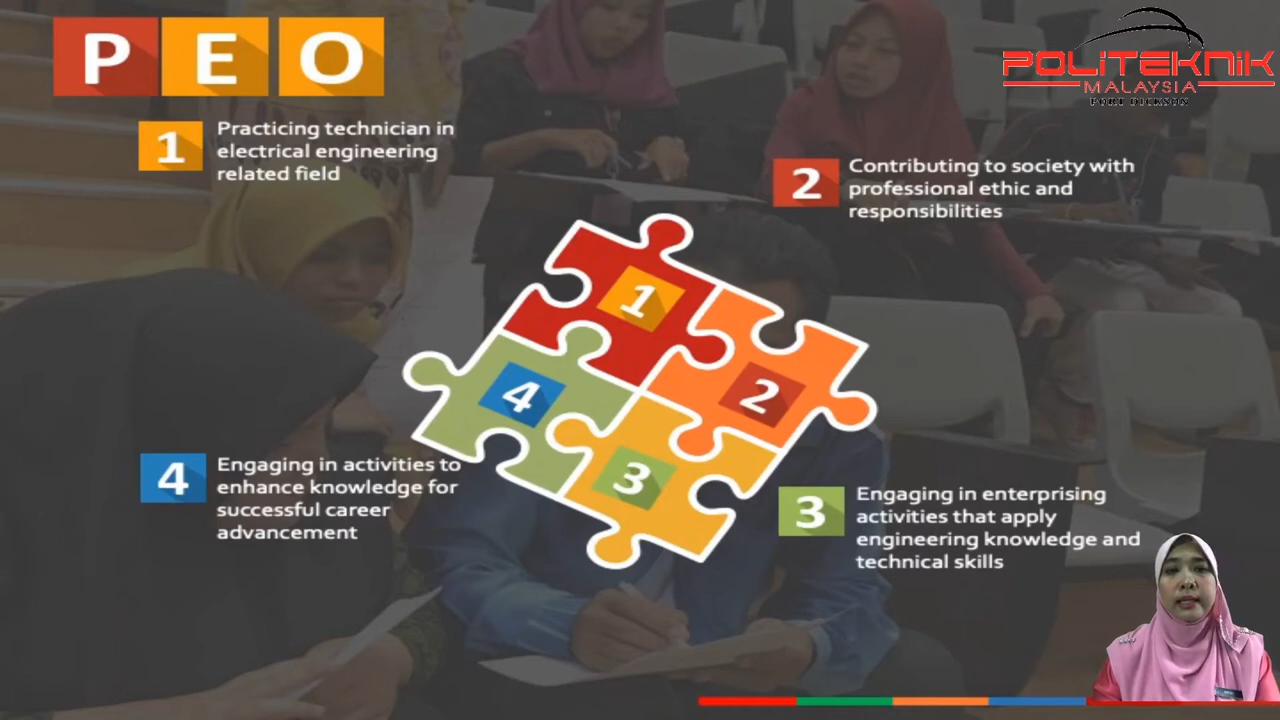 PEO
POLITEKNIK
MALAYSIA
PORT DICKSON
1
Practicing technician in
electrical engineering
related field
2
Contributing to society with
professional ethic and
responsibilities
1
2
4
3
4
Engaging in activities to
enhance knowledge for
successful career
advancement
3
Engaging in enterprising
activities that apply
engineering knowledge and
technical skills